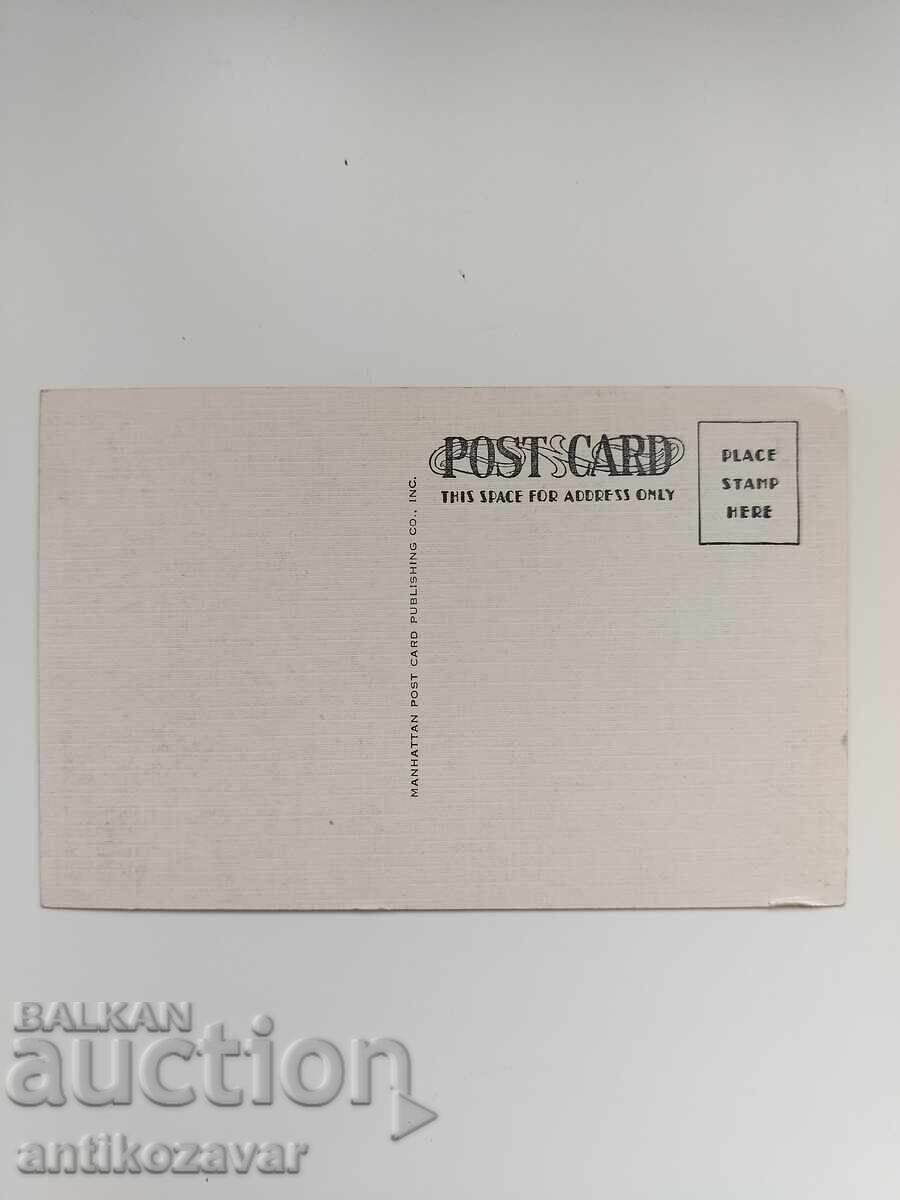 POST CARD
THIS SPACE FOR ADDRESS ONLY
PLACE
STAMP
HERE
MANHATTAN POST CARD PUBLISHING CO., INC.
BALKAN
auction
antikozavar